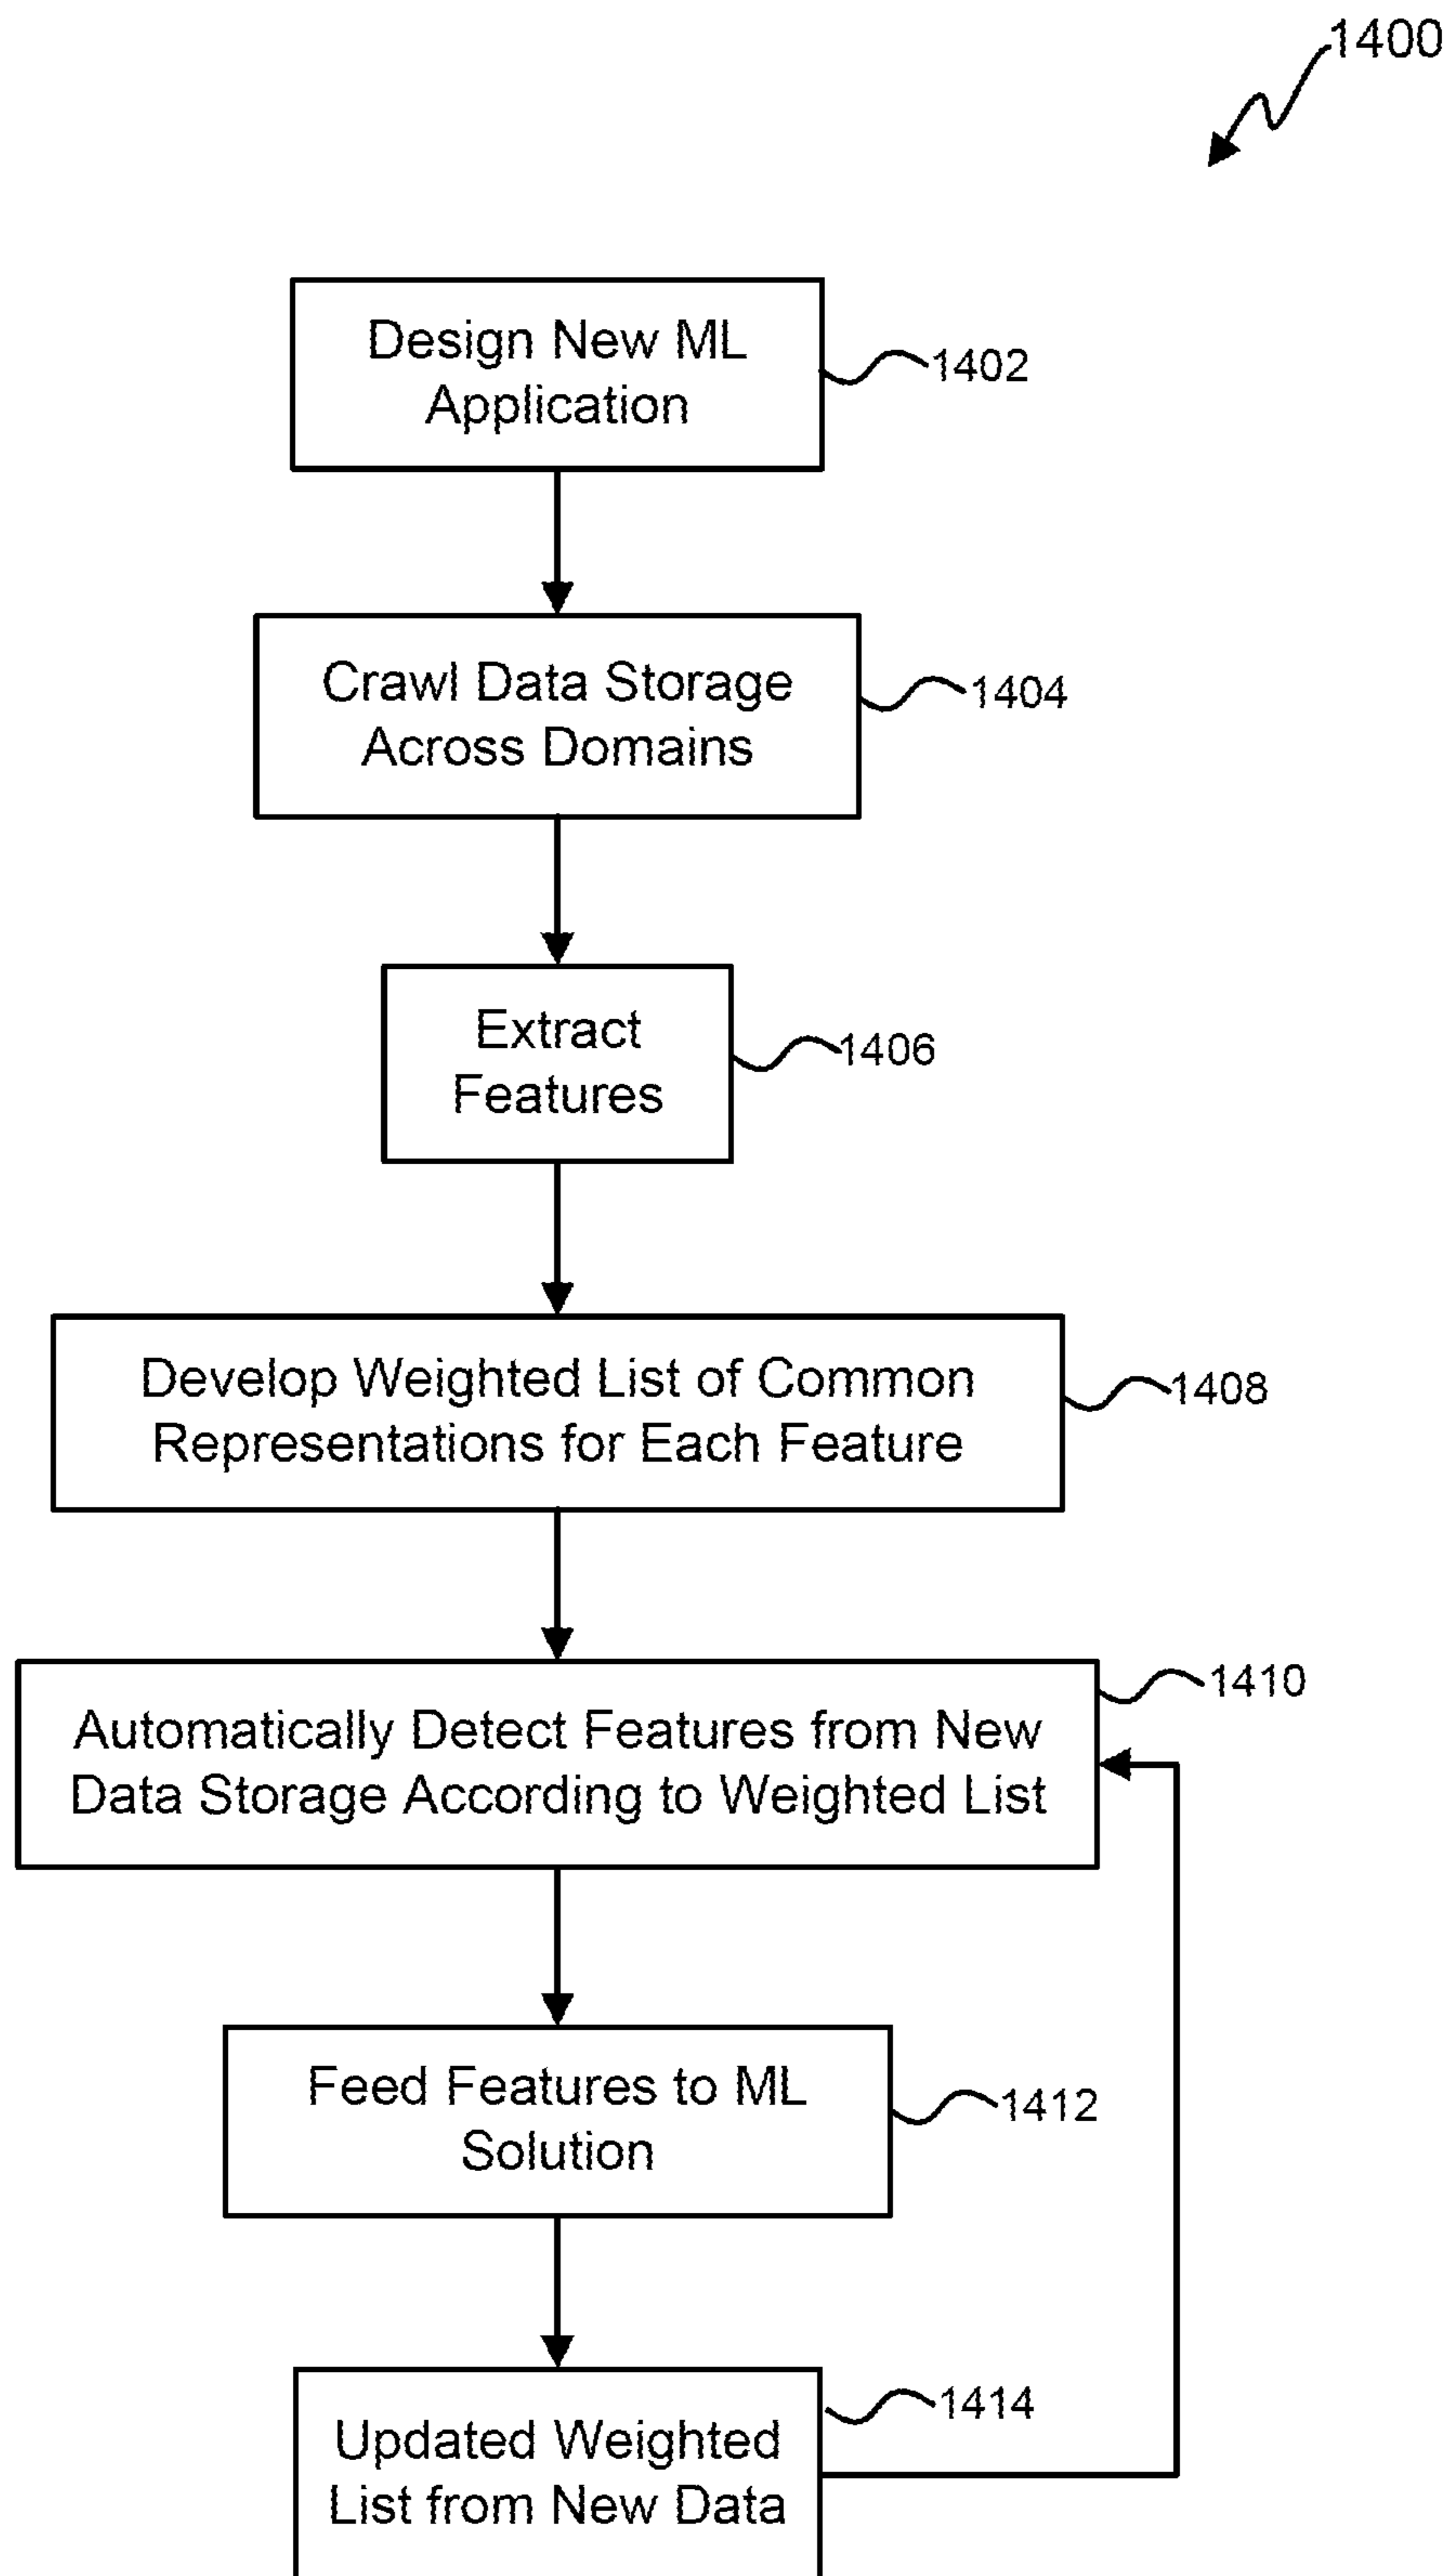 1400
Design New ML
Application
1402
Crawl Data Storage
Across Domains
1404
Extract
Features
1406
Develop Weighted List of Common
Representations for Each Feature
1408
Automatically Detect Features from New
Data Storage According to Weighted List
1410
Feed Features to ML
Solution
1412
Updated Weighted
List from New Data
1414